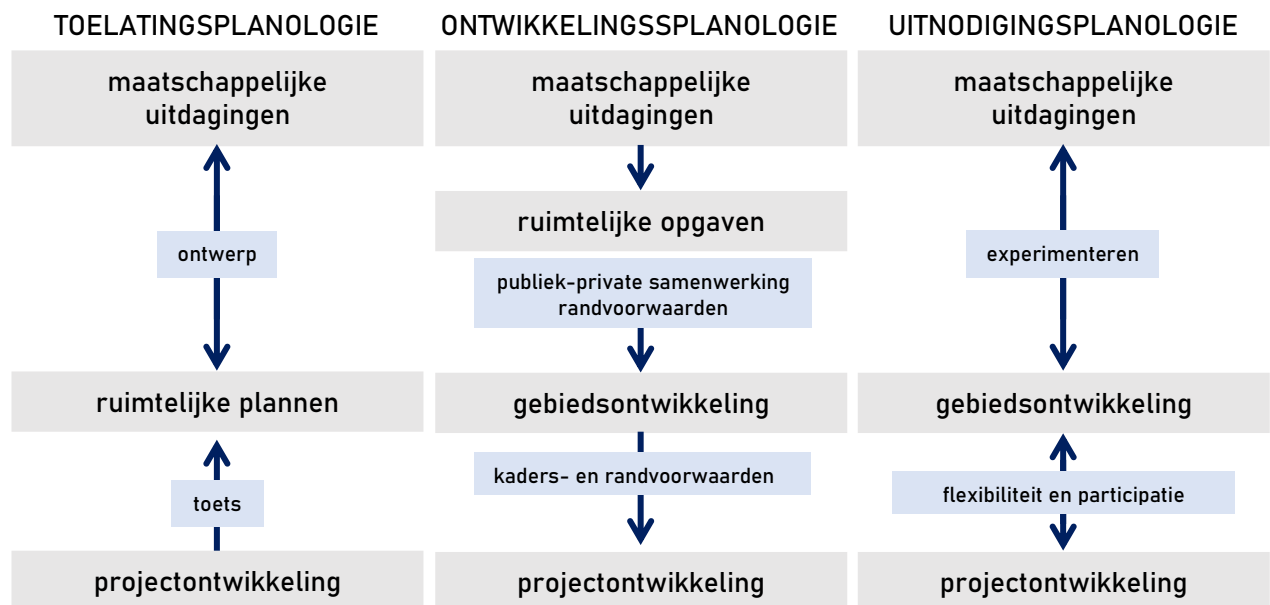 TOELATINGSPLANOLOGIE
maatschappelijke
uitdagingen
ontwerp
ruimtelijke plannen
toets
projectontwikkeling
ONTWIKKELINGSSPLANOLOGIE
maatschappelijke
uitdagingen
ruimtelijke opgaven
publiek-private samenwerking
randvoorwaarden
gebiedsontwikkeling
kaders- en randvoorwaarden
projectontwikkeling
UITNODIGINGSPLANOLOGIE
maatschappelijke
uitdagingen
experimenteren
gebiedsontwikkeling
flexibiliteit en participatie
projectontwikkeling